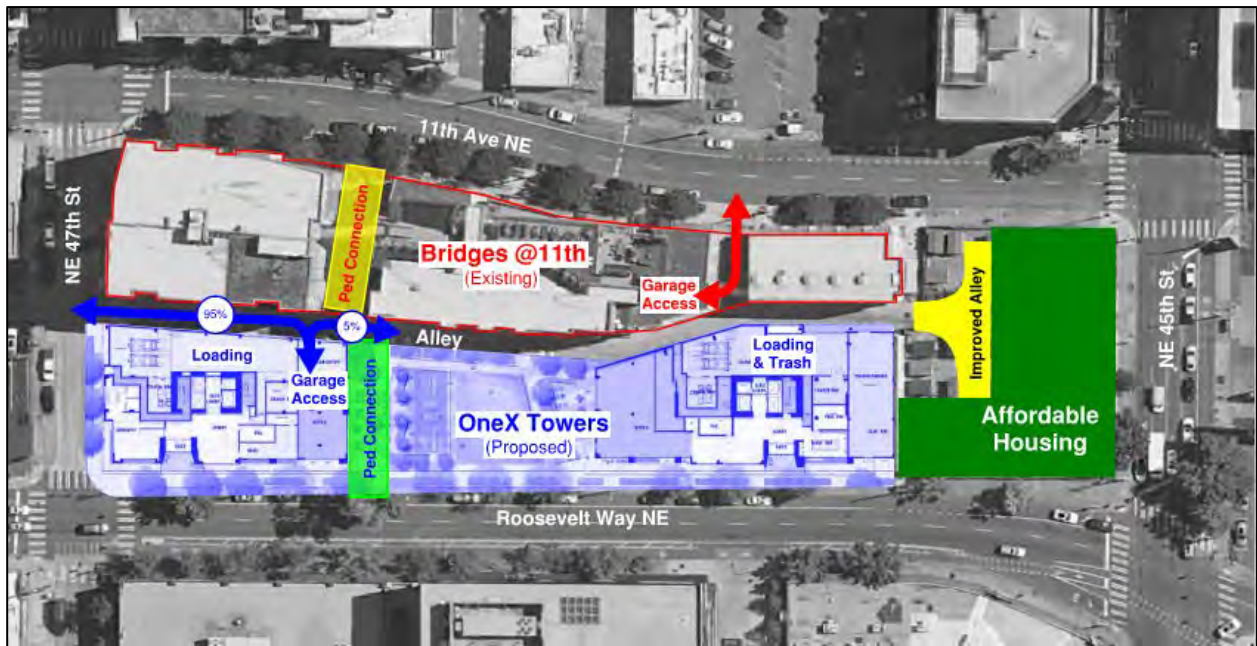 11th Ave NE
NE 47th St
Ped Connection
Bridges @11th
(Existing)
Garage
Access
95%
5%
Alley
Loading
Garage
Access
Ped Connection
OneX Towers
(Proposed)
Loading
& Trash
Improved Alley
Affordable
Housing
NE 45th St
Roosevelt Way NE